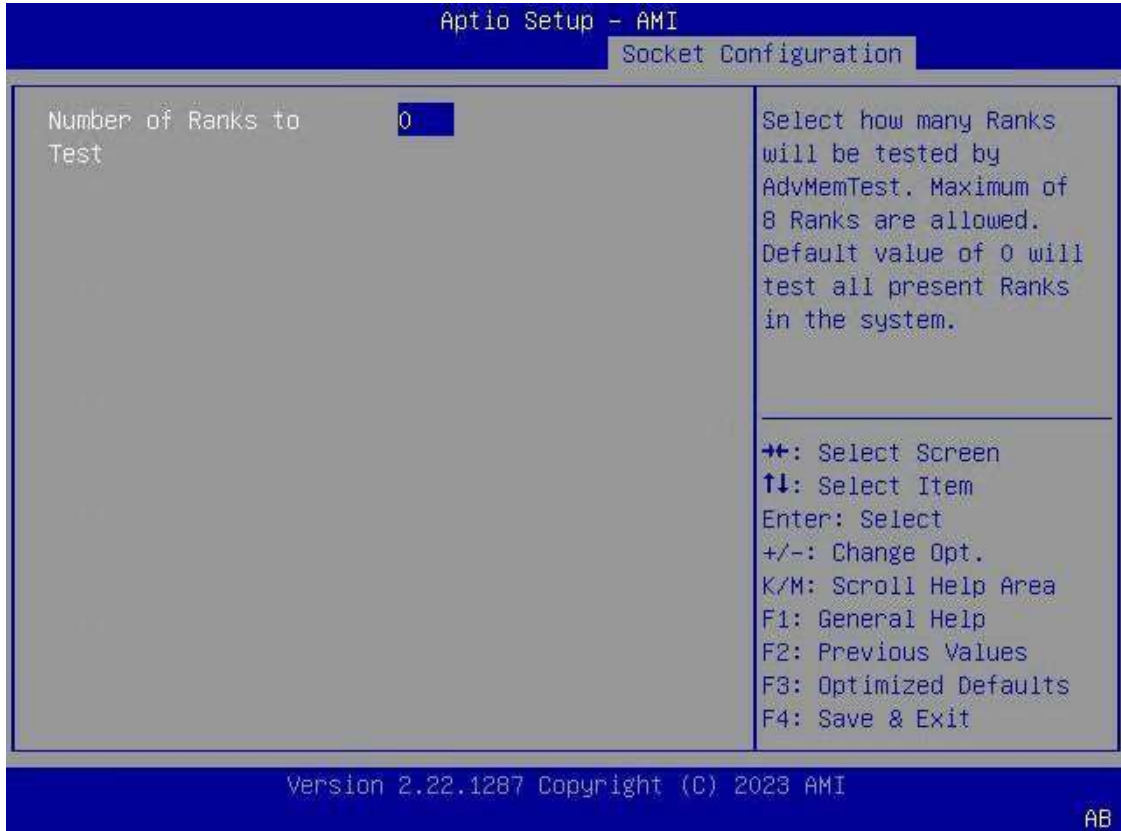 Aptio Setup – AMI
Socket Configuration
Number of Ranks to Test
0
Select how many Ranks
will be tested by
AdvMemTest. Maximum of
8 Ranks are allowed.
Default value of 0 will
test all present Ranks
in the system.
→←: Select Screen
↑↓: Select Item
Enter: Select
+/-: Change Opt.
K/M: Scroll Help Area
F1: General Help
F2: Previous Values
F3: Optimized Defaults
F4: Save & Exit
Version 2.22.1287 Copyright (C) 2023 AMI
AB